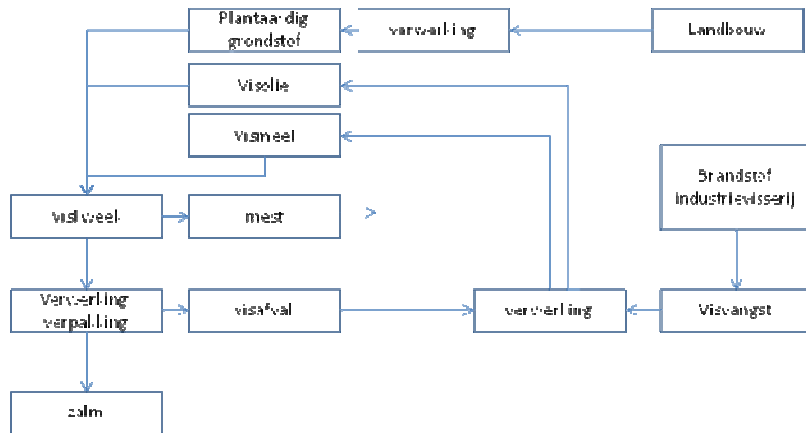 Plantaardig
grondstof
verwerking
Landbouw
Visolie
Vismeel
Brandstof
industrievisserij
viskweek
mest
>
Verwerking
verpakking
visafval
verwerking
Visvangst
zalm